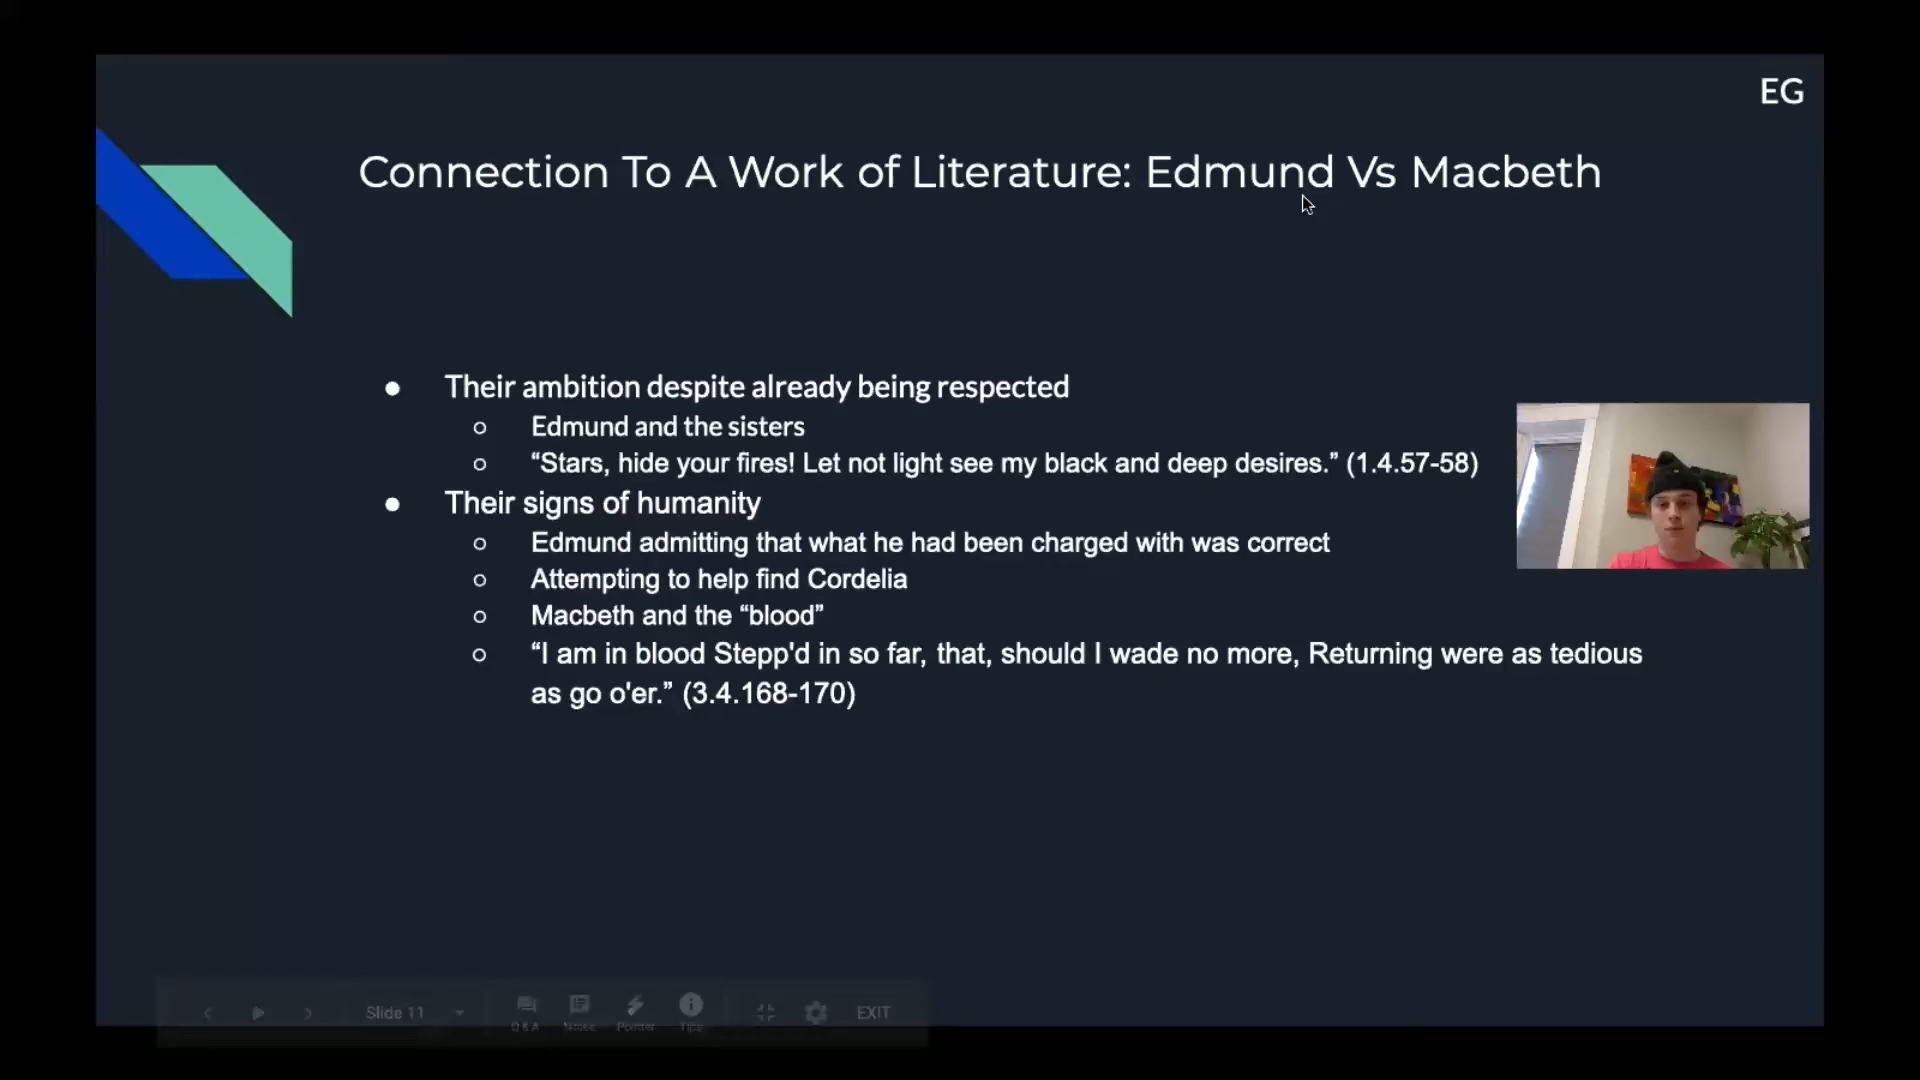 EG
Connection To A Work of Literature: Edmund Vs Macbeth
● Their ambition despite already being respected
○ Edmund and the sisters
○ “Stars, hide your fires! Let not light see my black and deep desires.” (1.4.57-58)
● Their signs of humanity
○ Edmund admitting that what he had been charged with was correct
○ Attempting to help find Cordelia
○ Macbeth and the “blood”
○ “I am in blood Stepp'd in so far, that, should I wade no more, Returning were as tedious
as go o'er.” (3.4.168-170)
Slide 11
Q & A Notes Pointer Tips
EXIT